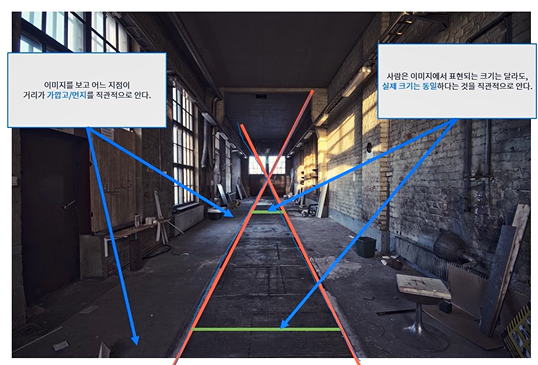 이미지를 보고 어느 지점이
거리가 가깝고/먼지를 직관적으로 안다.
사람은 이미지에서 표현되는 크기는 달라도,
실제 크기는 동일하다는 것을 직관적으로 안다.